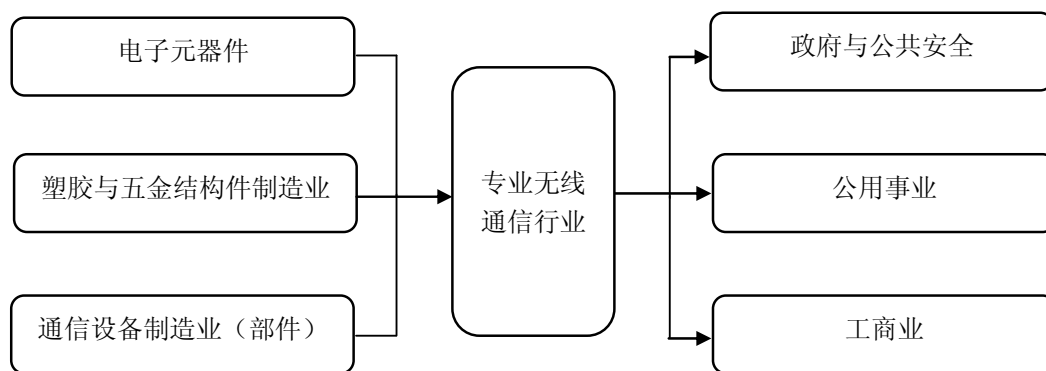 电子元器件
塑胶与五金结构件制造业
通信设备制造业（部件）
专业无线
通信行业
政府与公共安全
公用事业
工商业